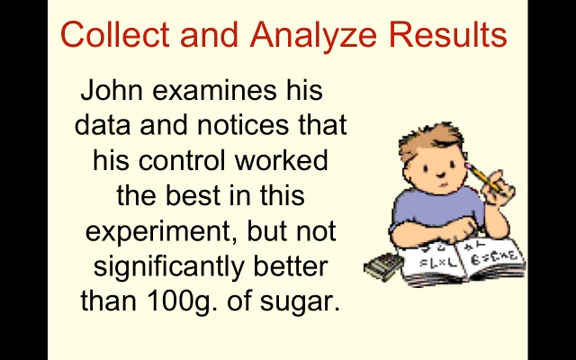 Collect and Analyze Results
John examines his
data and notices that
his control worked
the best in this
experiment, but not
significantly better
than 100g. of sugar.